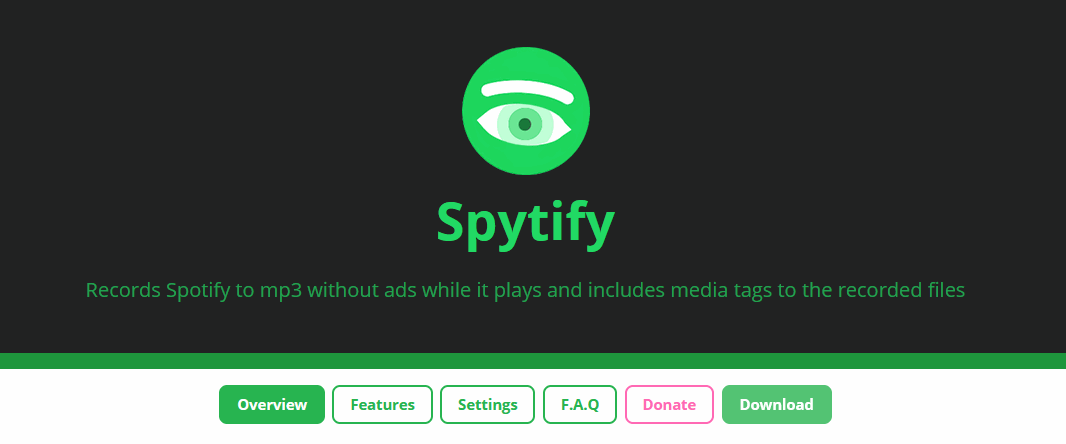 Spytify
Records Spotify to mp3 without ads while it plays and includes media tags to the recorded files
Overview Features Settings F.A.Q Donate Download